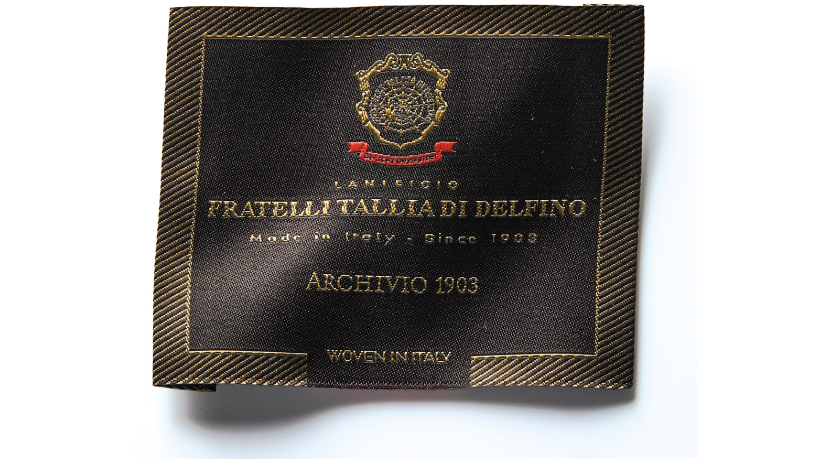 LANIFICIO
FRATELLI TALLIA DI DELFINO
Made in Italy - Since 1903
ARCHIVIO 1903
WOVEN IN ITALY